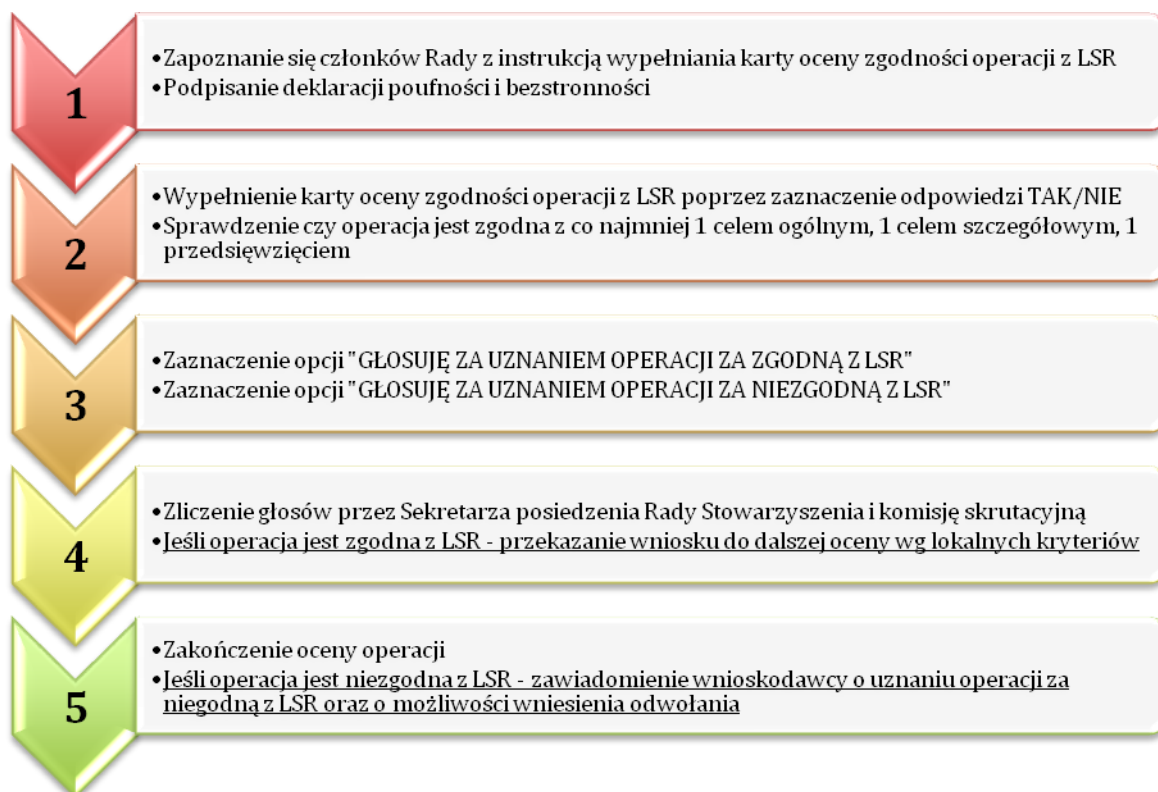 1
•Zapoznanie się członków Rady z instrukcją wypełniania karty oceny zgodności operacji z LSR
•Podpisanie deklaracji poufności i bezstronności
2
•Wypełnienie karty oceny zgodności operacji z LSR poprzez zaznaczenie odpowiedzi TAK/NIE
•Sprawdzenie czy operacja jest zgodna z co najmniej 1 celem ogólnym, 1 celem szczegółowym, 1
przedsięwzięciem
3
•Zaznaczenie opcji "GŁOSUJĘ ZA UZNANIEM OPERACJI ZA ZGODNĄ Z LSR"
•Zaznaczenie opcji "GŁOSUJĘ ZA UZNANIEM OPERACJI ZA NIEZGODNĄ Z LSR"
4
•Zliczenie głosów przez Sekretarza posiedzenia Rady Stowarzyszenia i komisję skrutacyjną
•Jeśli operacja jest zgodna z LSR - przekazanie wniosku do dalszej oceny wg lokalnych kryteriów
5
•Zakończenie oceny operacji
•Jeśli operacja jest niezgodna z LSR - zawiadomienie wnioskodawcy o uznaniu operacji za
niegodną z LSR oraz o możliwości wniesienia odwołania